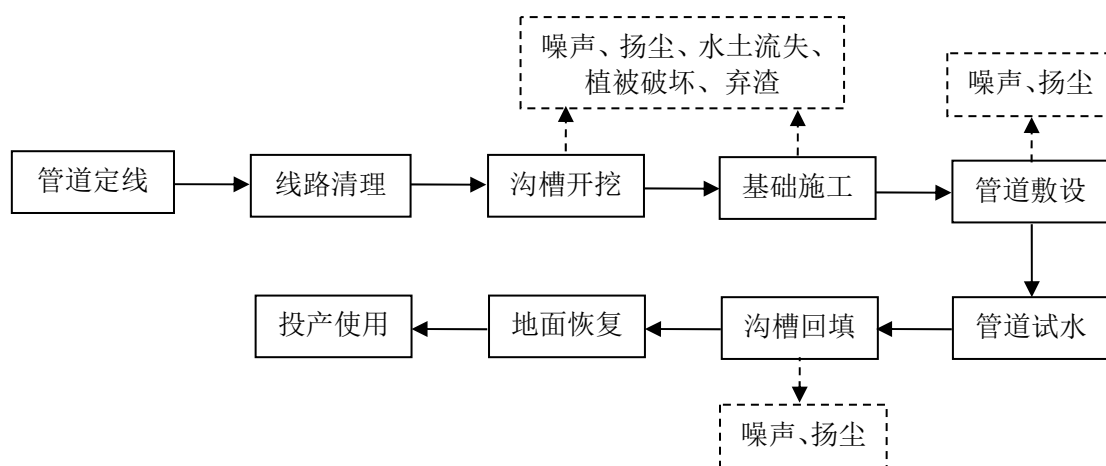 噪声、扬尘、水土流失、
植被破坏、弃渣
噪声、扬尘
管道定线
线路清理
沟槽开挖
基础施工
管道敷设
投产使用
地面恢复
沟槽回填
管道试水
噪声、扬尘